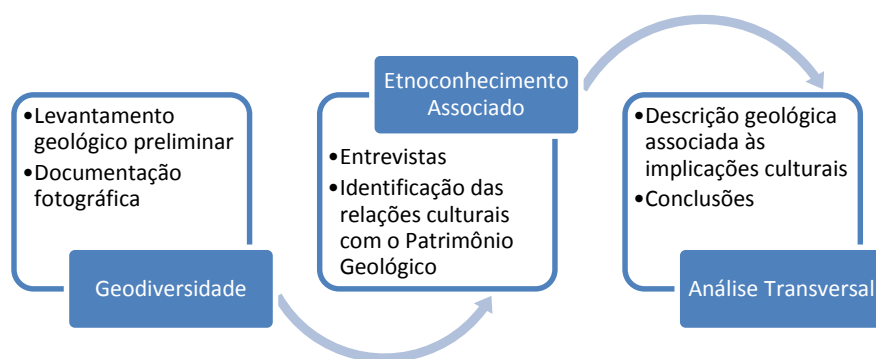 •Levantamento
geológico preliminar
•Documentação
fotográfica
Geodiversidade
Etnoconhecimento
Associado
•Entrevistas
•Identificação das
relações culturais
com o Patrimônio
Geológico
•Descrição geológica
associada às
implicações culturais
•Conclusões
Análise Transversal